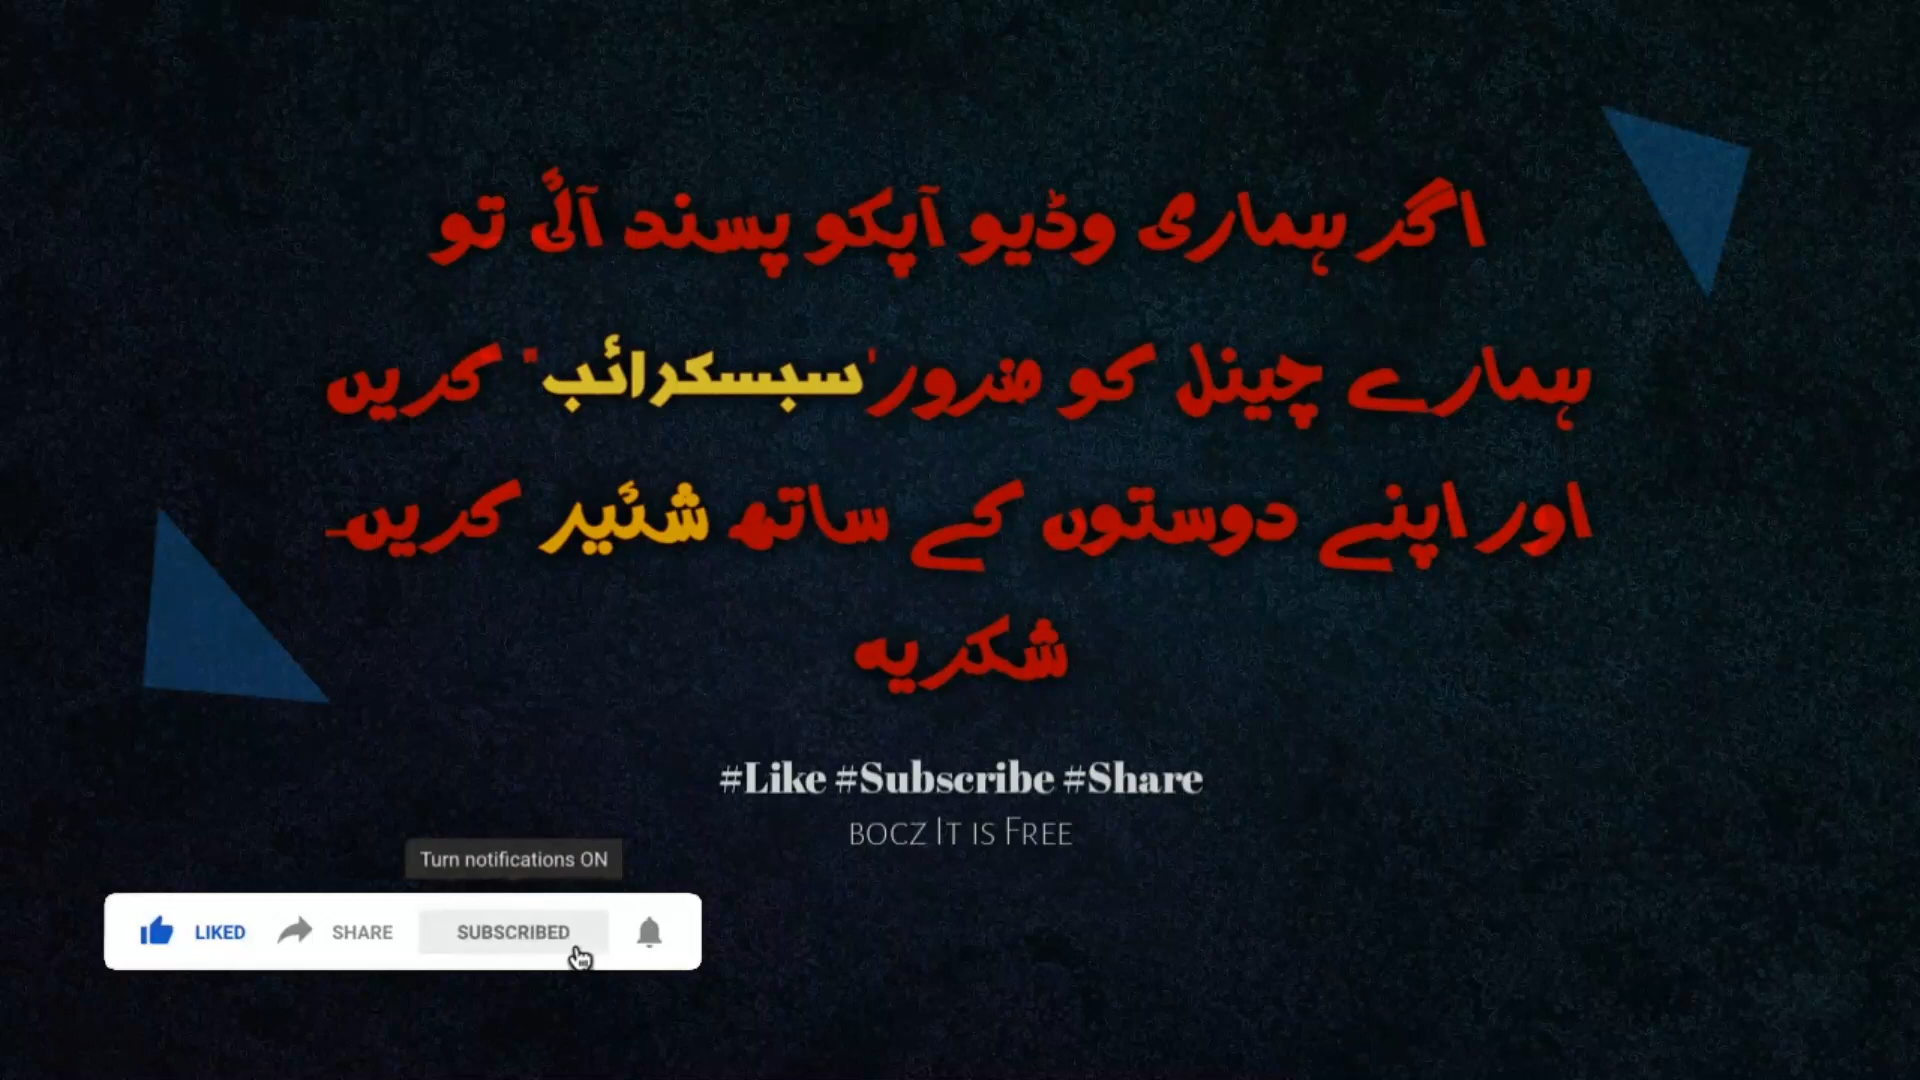 اگر ہماری وڈیو آپکو پسند آئی تو
ہمارے چینل کو ضرور'سبسکرائب" کریں
اور اپنے دوستوں کے ساتھ شئیر کریں۔
شکریہ
#Like #Subscribe #Share
BOCZ IT IS FREE
Turn notifications ON
LIKED SHARE SUBSCRIBED